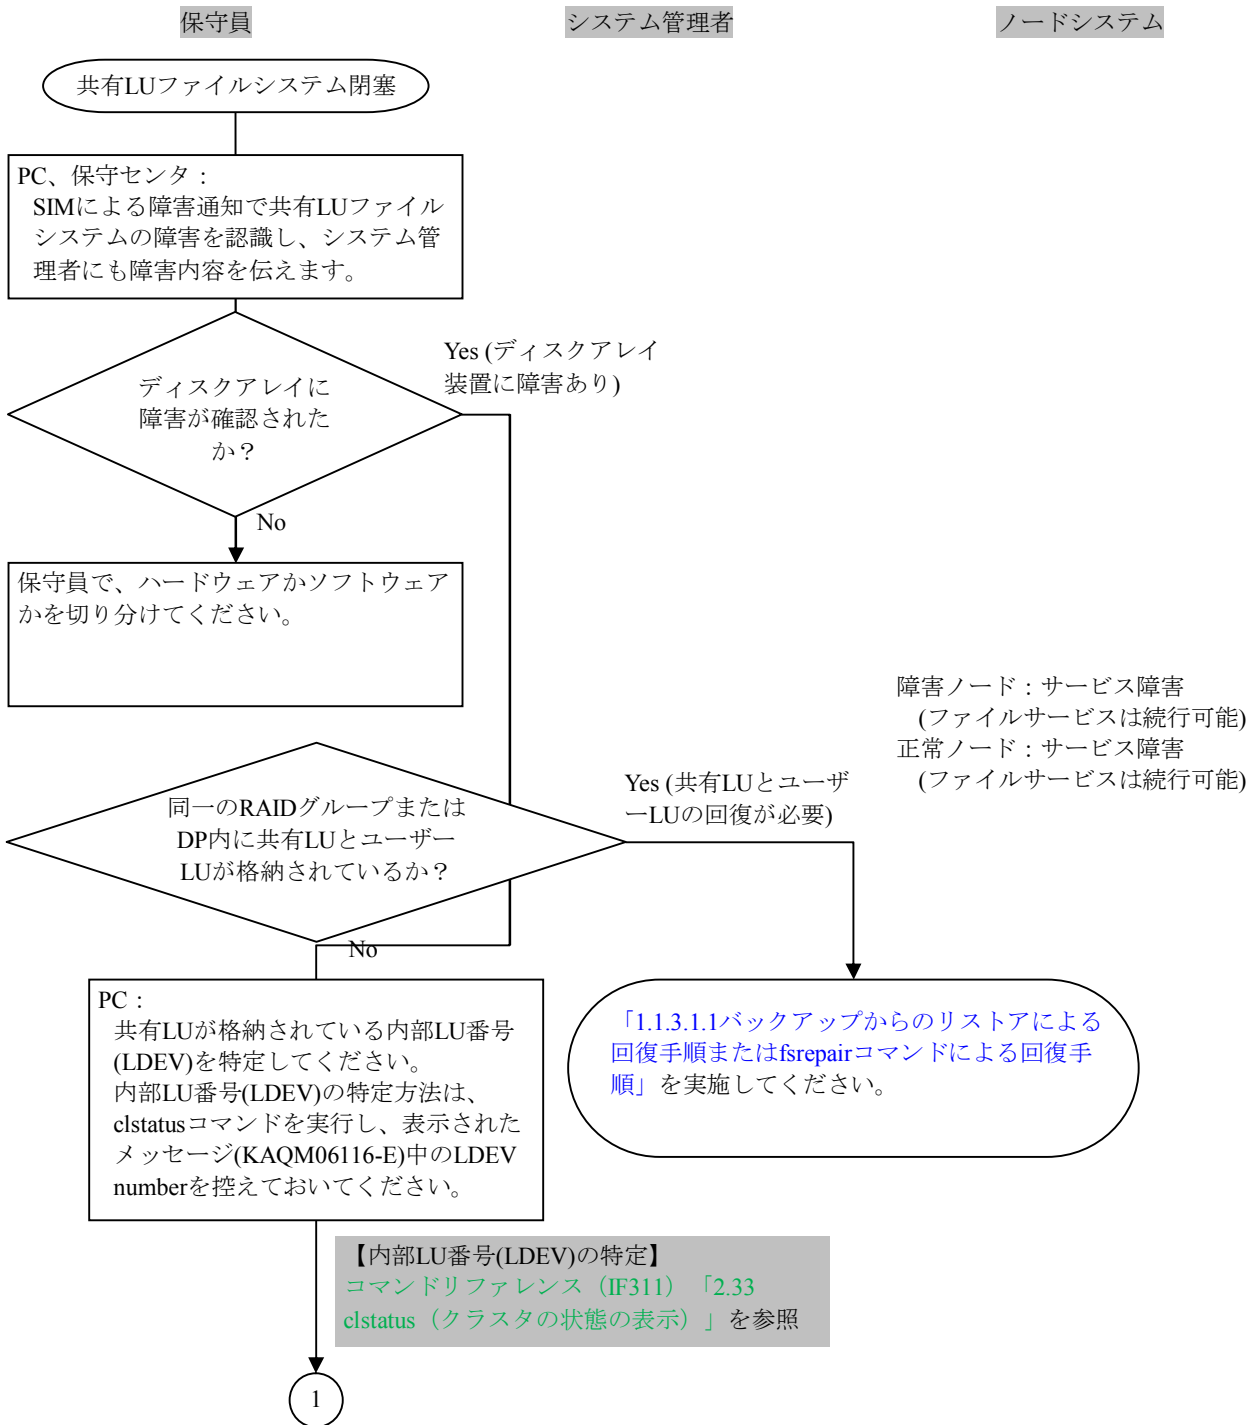 保守員
システム管理者
ノードシステム
共有LUファイルシステム閉塞
PC、保守センタ：
SIMによる障害通知で共有LUファイル
システムの障害を認識し、システム管
理者にも障害内容を伝えます。
Yes (ディスクアレイ
装置に障害あり)
ディスクアレイに
障害が確認された
か？
No
保守員で、ハードウェアかソフトウェア
かを切り分けてください。
障害ノード：サービス障害
(ファイルサービスは続行可能)
正常ノード：サービス障害
(ファイルサービスは続行可能)
同一のRAIDグループまたは
DP内に共有LUとユーザー
LUが格納されているか？
Yes (共有LUとユーザ
ーLUの回復が必要)
No
PC：
共有LUが格納されている内部LU番号
(LDEV)を特定してください。
内部LU番号(LDEV)の特定方法は、
clstatusコマンドを実行し、表示された
メッセージ(KAQM06116-E)中のLDEV
numberを控えておいてください。
「1.1.3.1.1バックアップからのリストアによる
回復手順またはfsrepairコマンドによる回復手
順」を実施してください。
【内部LU番号(LDEV)の特定】
コマンドリファレンス（IF311）「2.33
clstatus（クラスタの状態の表示）」を参照
1